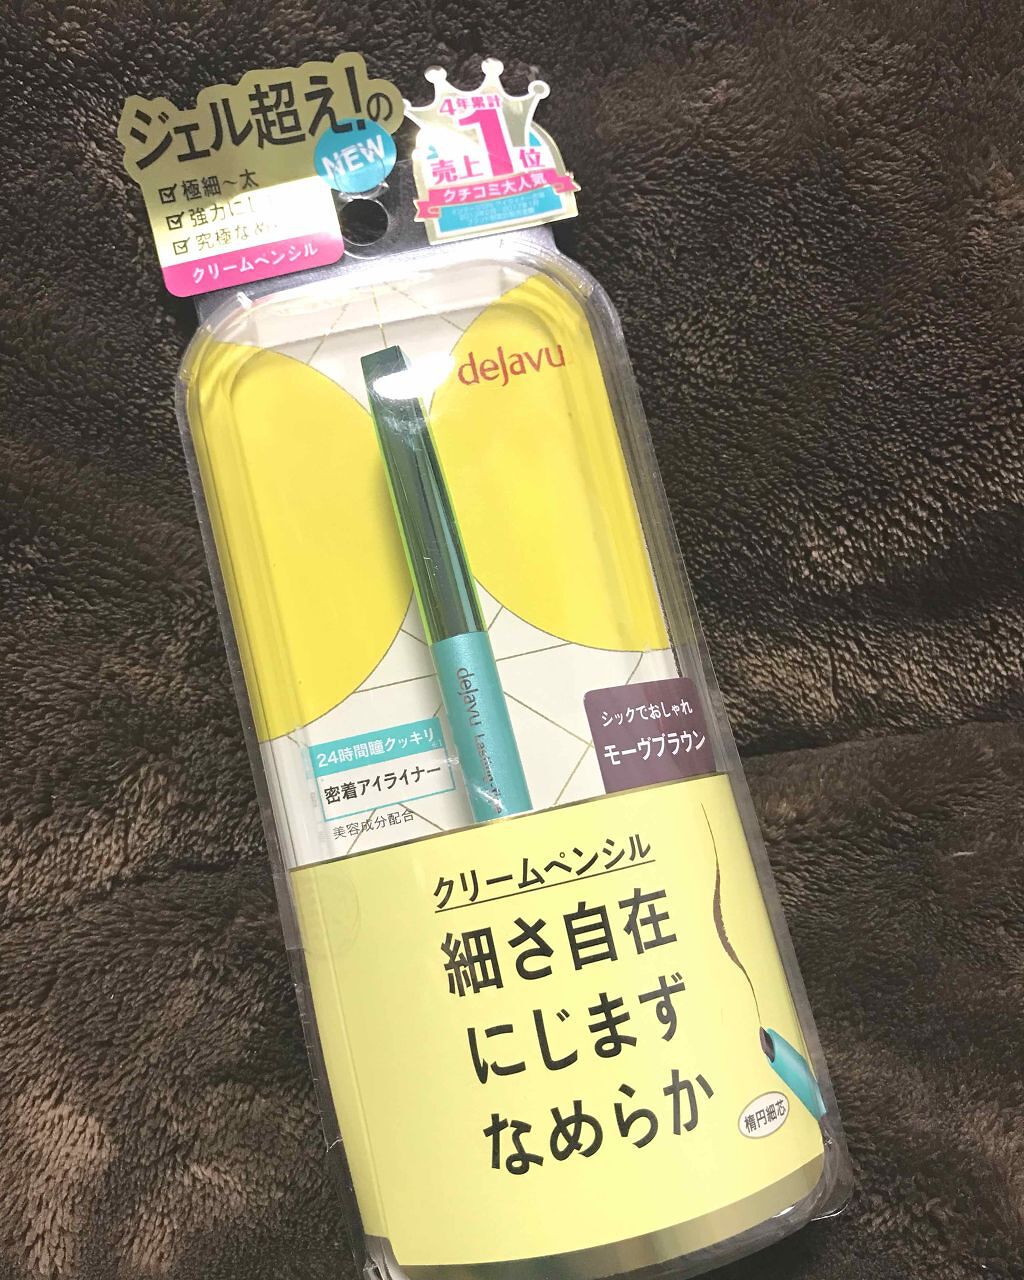 ジェル超え!の
NEW
極細〜太
強力に
究極なめ
クリームペンシル
4年累計
売上1位
クチコミ大人気
dejavu
dejavu
24時間瞳クッキリ
密着アイライナー
美容成分配合
シックでおしゃれ
モーヴブラウン
クリームペンシル
細さ自在
にじまず
なめらか
楕円細芯